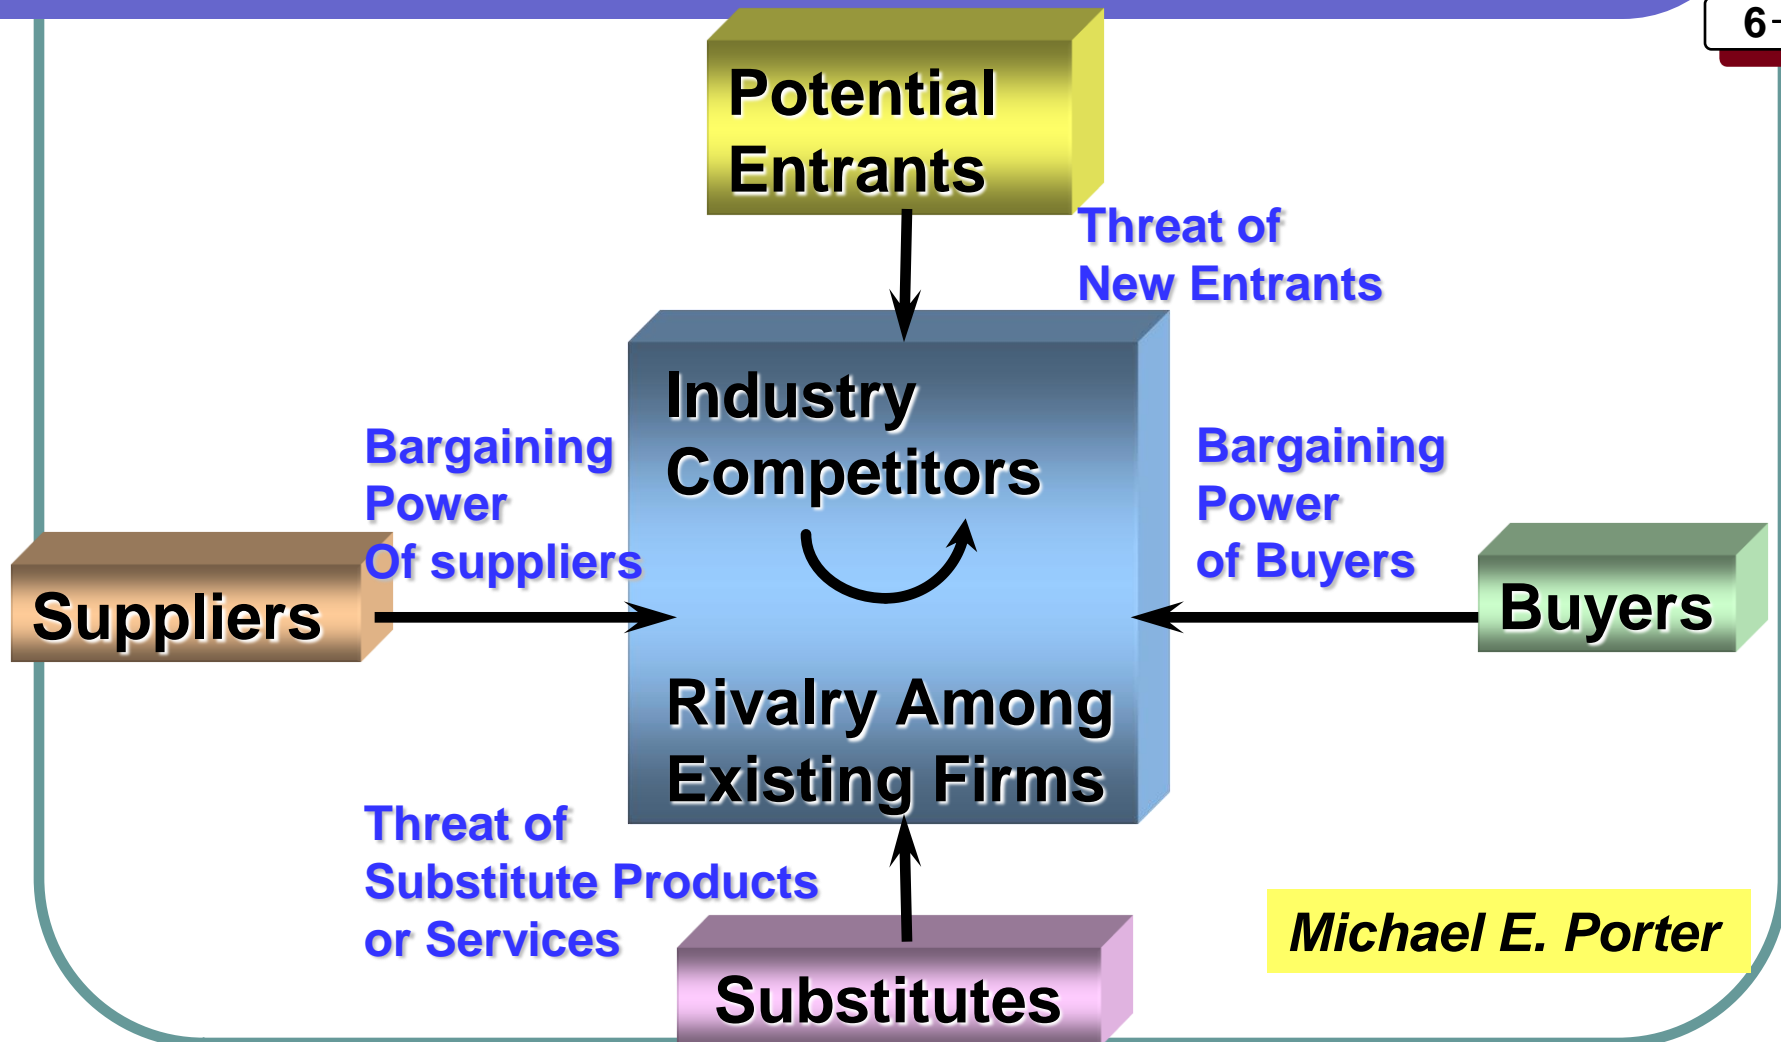 6-
Potential
Entrants
Threat of
New Entrants
Industry
Competitors
Bargaining
Power
Of suppliers
Bargaining
Power
of Buyers
Suppliers
Buyers
Rivalry Among
Existing Firms
Threat of
Substitute Products
or Services
Michael E. Porter
Substitutes